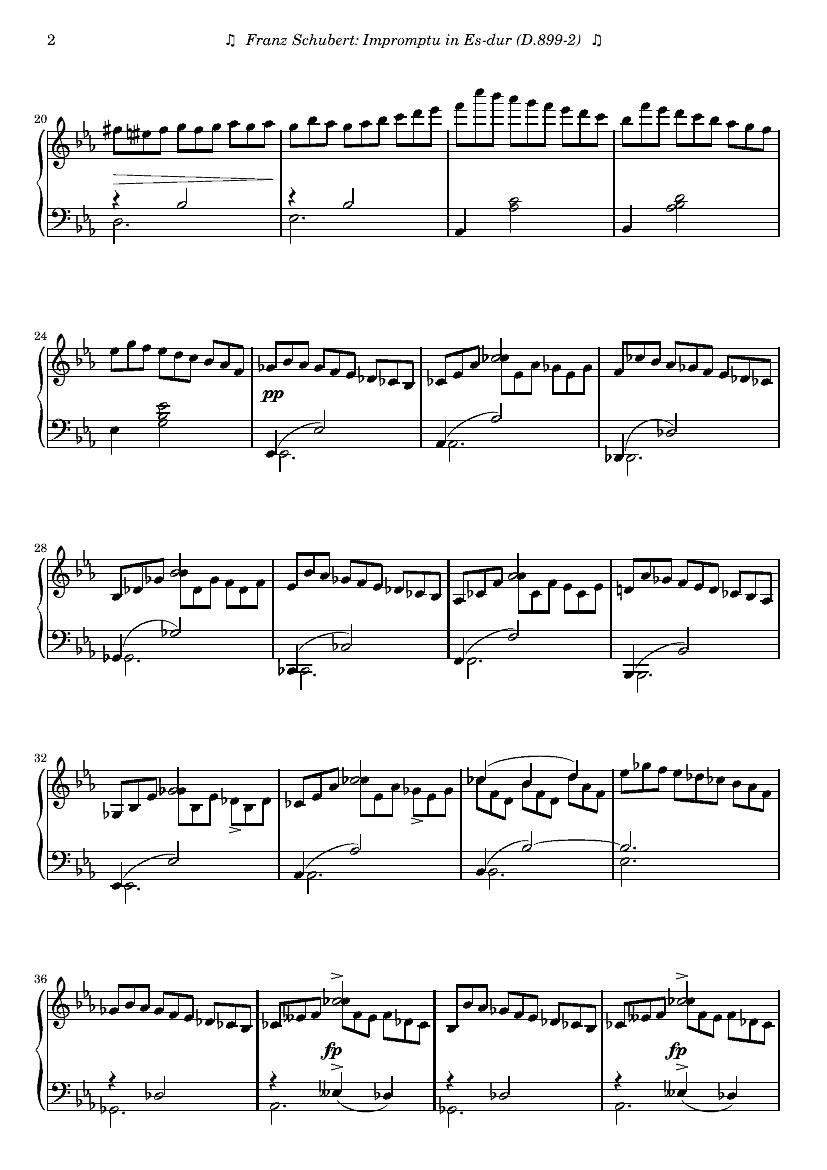 2 ♫ Franz Schubert: Impromptu in Es-dur (D.899-2) ♫
20
24
pp
28
32
36
fp fp